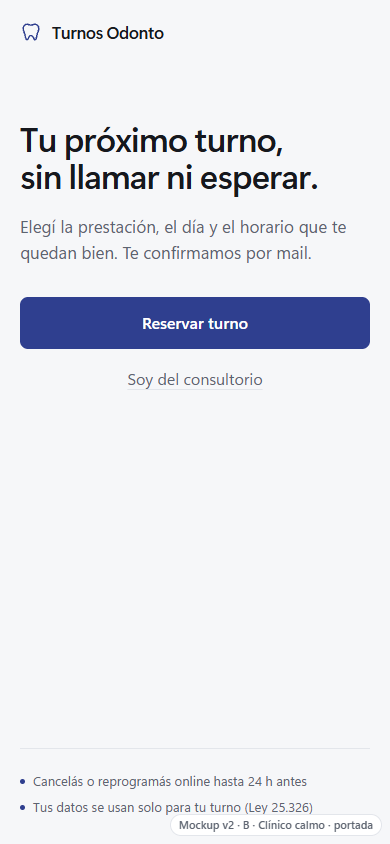 Turnos Odonto
Tu próximo turno,
sin llamar ni esperar.
Elegí la prestación, el día y el horario que te
quedan bien. Te confirmamos por mail.
Reservar turno
Soy del consultorio
Cancelás o reprogramás online hasta 24 h antes
Tus datos se usan solo para tu turno (Ley 25.326)
Mockup v2 · B · Clínico calmo · portada